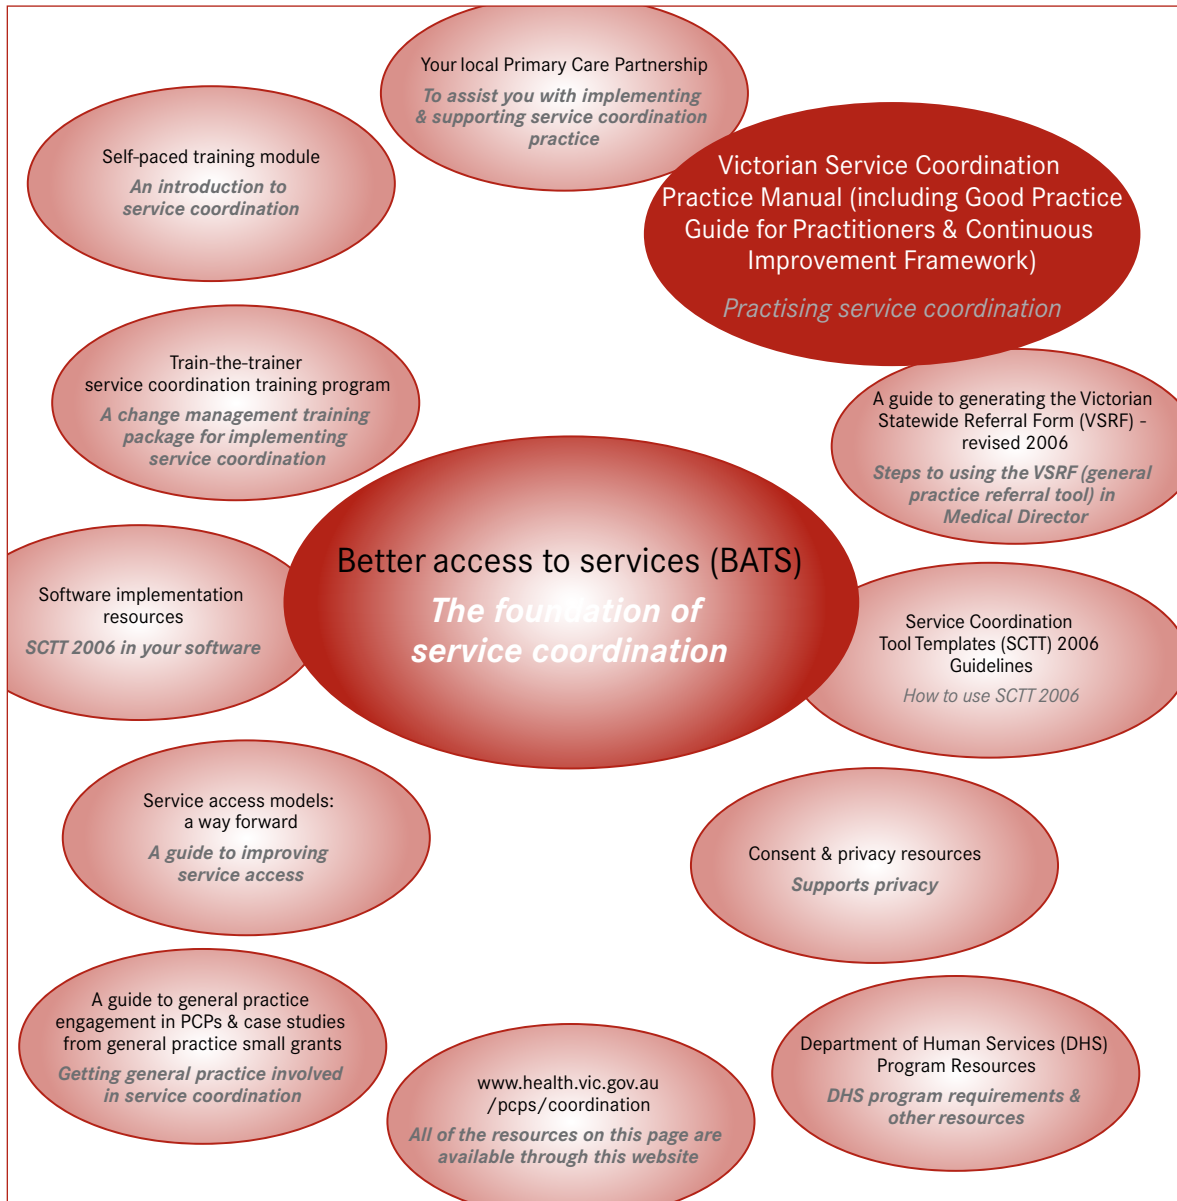 Your local Primary Care Partnership
To assist you with implementing
& supporting service coordination
practice
Self-paced training module
An introduction to
service coordination
Victorian Service Coordination
Practice Manual (including Good Practice
Guide for Practitioners & Continuous
Improvement Framework)
Practising service coordination
Train-the-trainer
service coordination training program
A change management training
package for implementing
service coordination
A guide to generating the Victorian
Statewide Referral Form (VSRF) -
revised 2006
Steps to using the VSRF (general
practice referral tool) in
Medical Director
Better access to services (BATS)
The foundation of
service coordination
Software implementation
resources
SCTT 2006 in your software
Service Coordination
Tool Templates (SCTT) 2006
Guidelines
How to use SCTT 2006
Service access models:
a way forward
A guide to improving
service access
Consent & privacy resources
Supports privacy
A guide to general practice
engagement in PCPs & case studies
from general practice small grants
Getting general practice involved
in service coordination
www.health.vic.gov.au
/pcps/coordination
All of the resources on this page are
available through this website
Department of Human Services (DHS)
Program Resources
DHS program requirements &
other resources